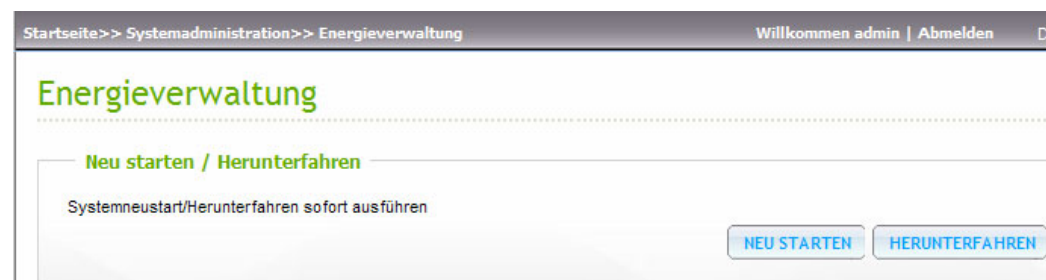 Startseite>> Systemadministration>> Energieverwaltung Willkommen admin | Abmelden
Energieverwaltung
Neu starten / Herunterfahren
Systemneustart/Herunterfahren sofort ausführen
NEU STARTEN HERUNTERFAHREN